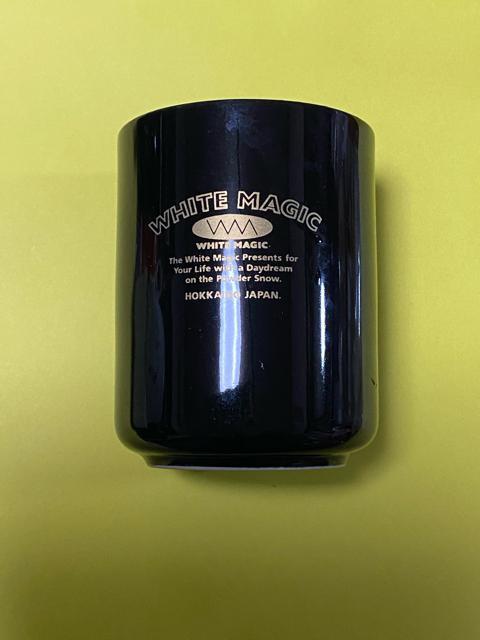 WHITE MAGIC
WM
WHITE MAGIC
The White Magic Presents for
Your Life with a Daydream
on the Powder Snow.
HOKKAIDO JAPAN.